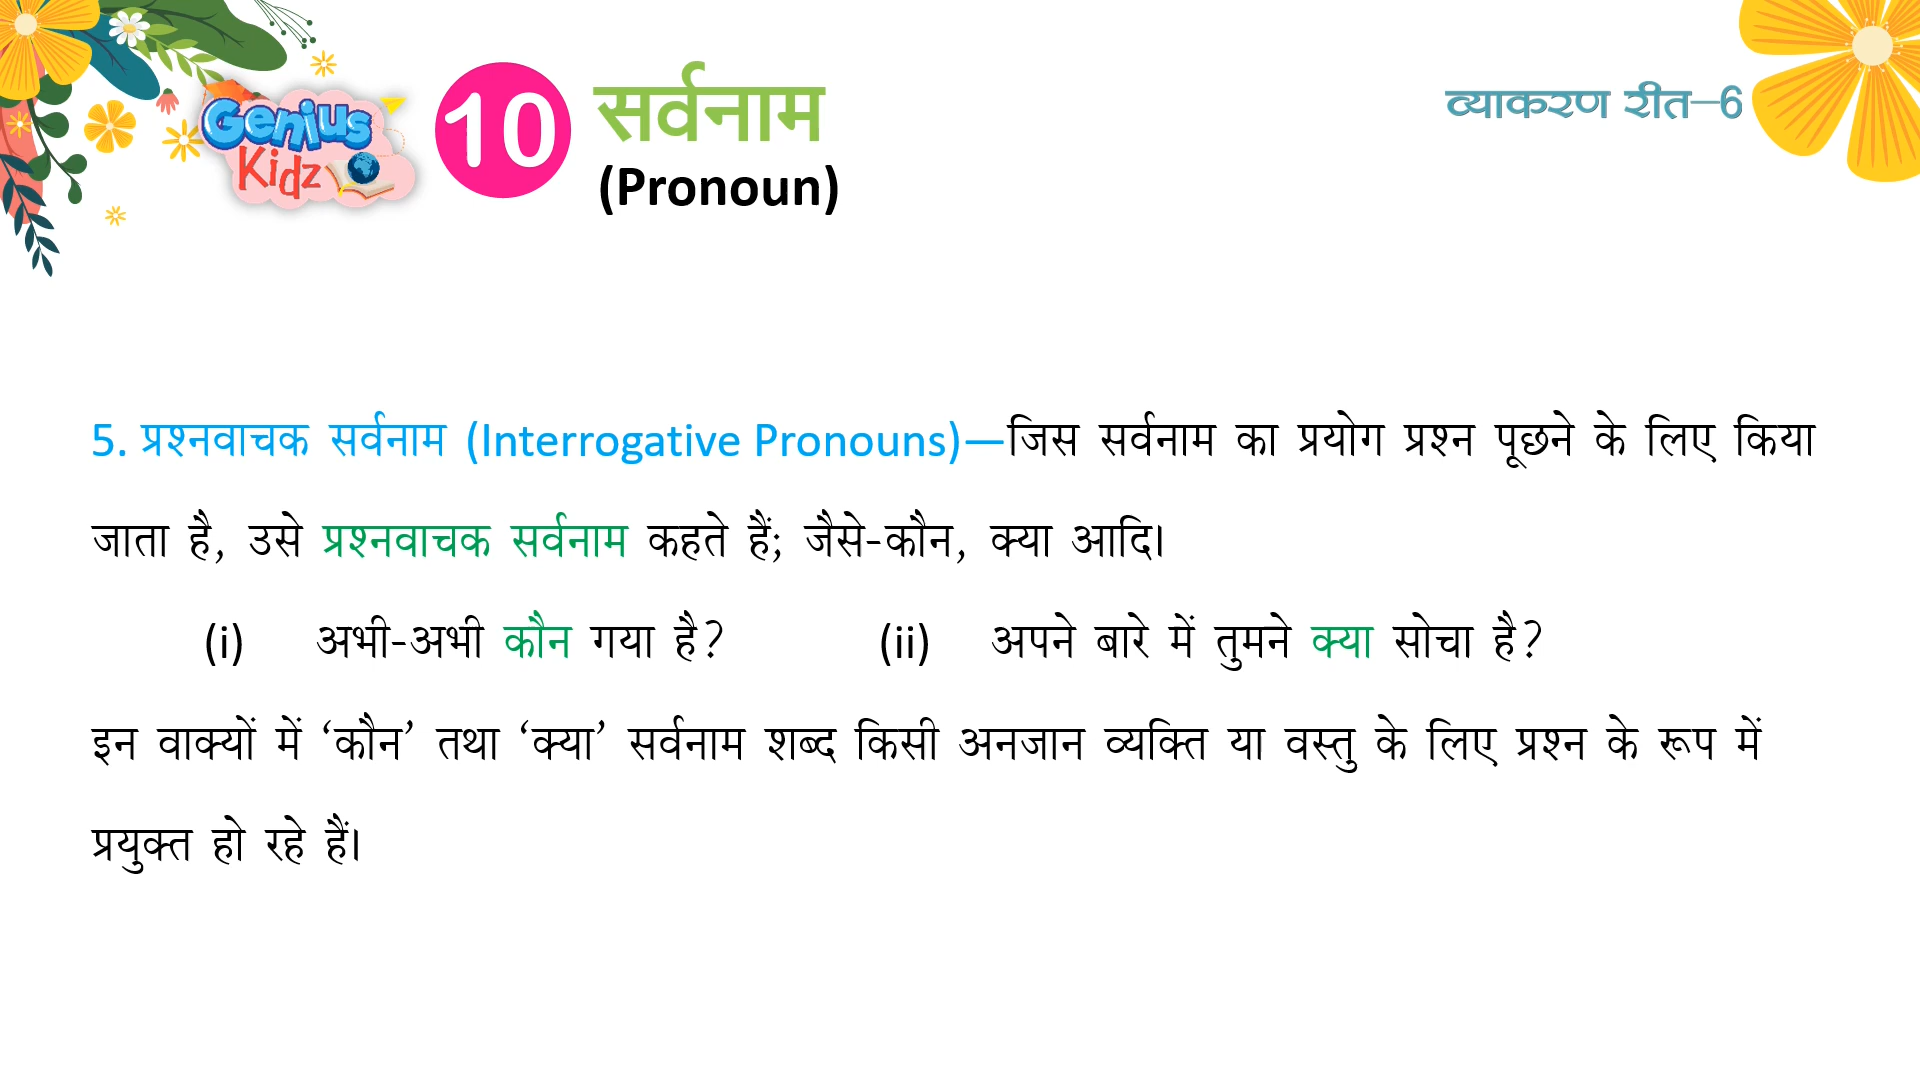 Genius
Kidz
10 सर्वनाम
(Pronoun)
व्याकरण रीत–6
5. प्रश्नवाचक सर्वनाम (Interrogative Pronouns)—जिस सर्वनाम का प्रयोग प्रश्न पूछने के लिए किया
जाता है, उसे प्रश्नवाचक सर्वनाम कहते हैं; जैसे-कौन, क्या आदि।
(i) अभी-अभी कौन गया है? (ii) अपने बारे में तुमने क्या सोचा है?
इन वाक्यों में ‘कौन’ तथा ‘क्या’ सर्वनाम शब्द किसी अनजान व्यक्ति या वस्तु के लिए प्रश्न के रूप में
प्रयुक्त हो रहे हैं।